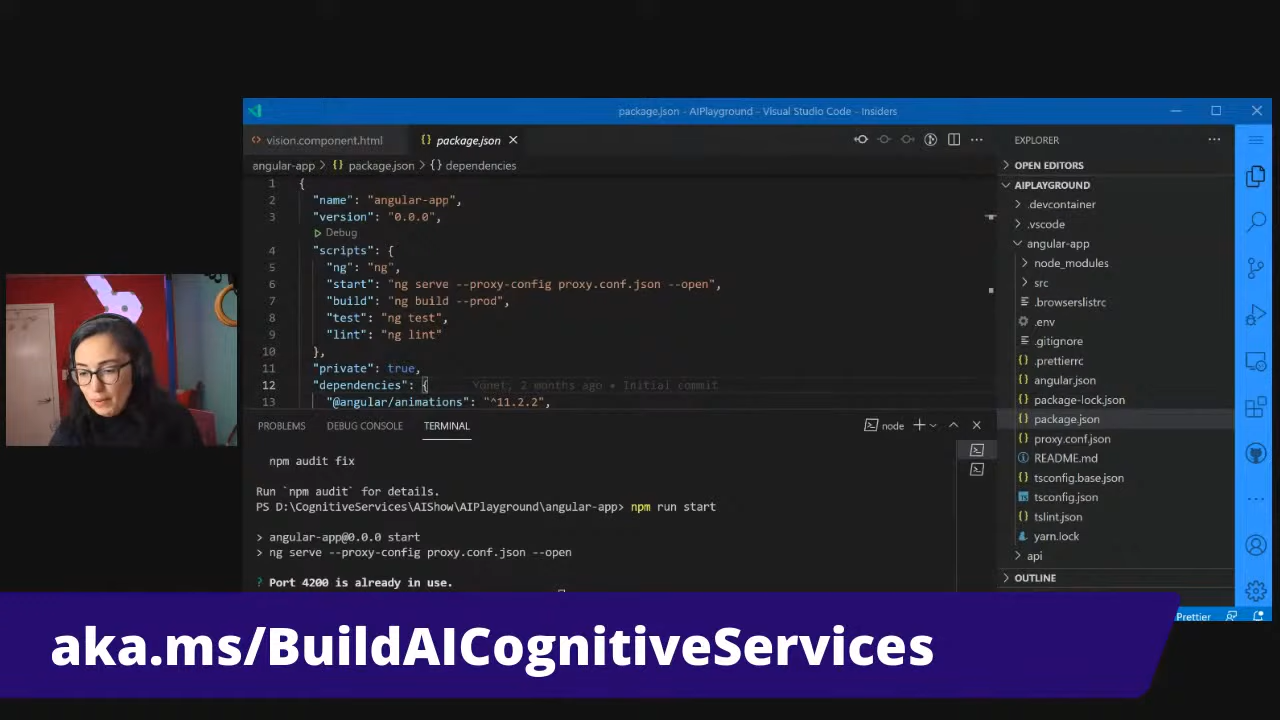 package.json - AIPlayground - Visual Studio Code - Insiders
vision.component.html
package.json
angular-app > package.json > {} dependencies
1 {
2 "name": "angular-app",
3 "version": "0.0.0",
Debug
4 "scripts": {
5 "ng": "ng",
6 "start": "ng serve --proxy-config proxy.conf.json --open",
7 "build": "ng build --prod",
8 "test": "ng test",
9 "lint": "ng lint"
10 },
11 "private": true,
12 "dependencies": { Yonet, 2 months ago • Initial commit
13 "@angular/animations": "^11.2.2",
PROBLEMS DEBUG CONSOLE TERMINAL
node
npm audit fix
Run `npm audit` for details.
PS D:\CognitiveServices\AIShow\AIPlayground\angular-app> npm run start
> angular-app@0.0.0 start
> ng serve --proxy-config proxy.conf.json --open
? Port 4200 is already in use.
EXPLORER
OPEN EDITORS
AIPLAYGROUND
.devcontainer
.vscode
angular-app
node_modules
src
.browserslistrc
.env
.gitignore
.prettierrc
angular.json
package-lock.json
package.json
proxy.conf.json
README.md
tsconfig.base.json
tsconfig.json
tslint.json
yarn.lock
api
OUTLINE
Prettier
aka.ms/BuildAICognitiveServices